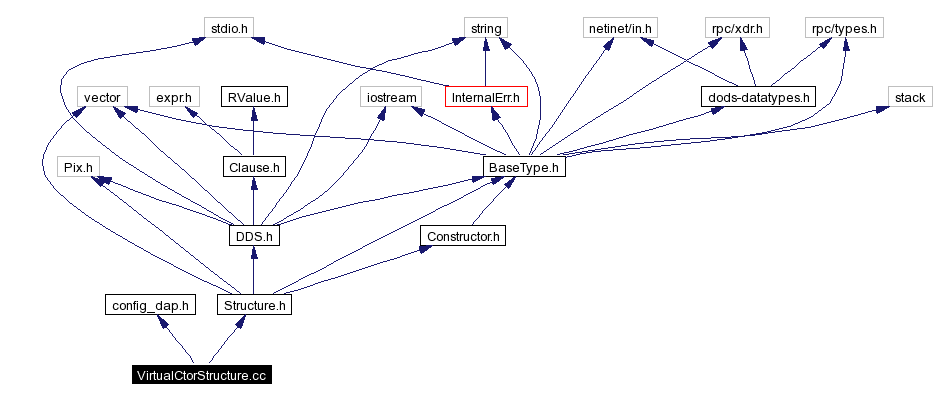 stdio.h
string
netinet/in.h
rpc/xdr.h
rpc/types.h
vector
expr.h
RValue.h
iostream
InternalErr.h
dods-datatypes.h
stack
Pix.h
Clause.h
BaseType.h
DDS.h
Constructor.h
config_dap.h
Structure.h
VirtualCtorStructure.cc